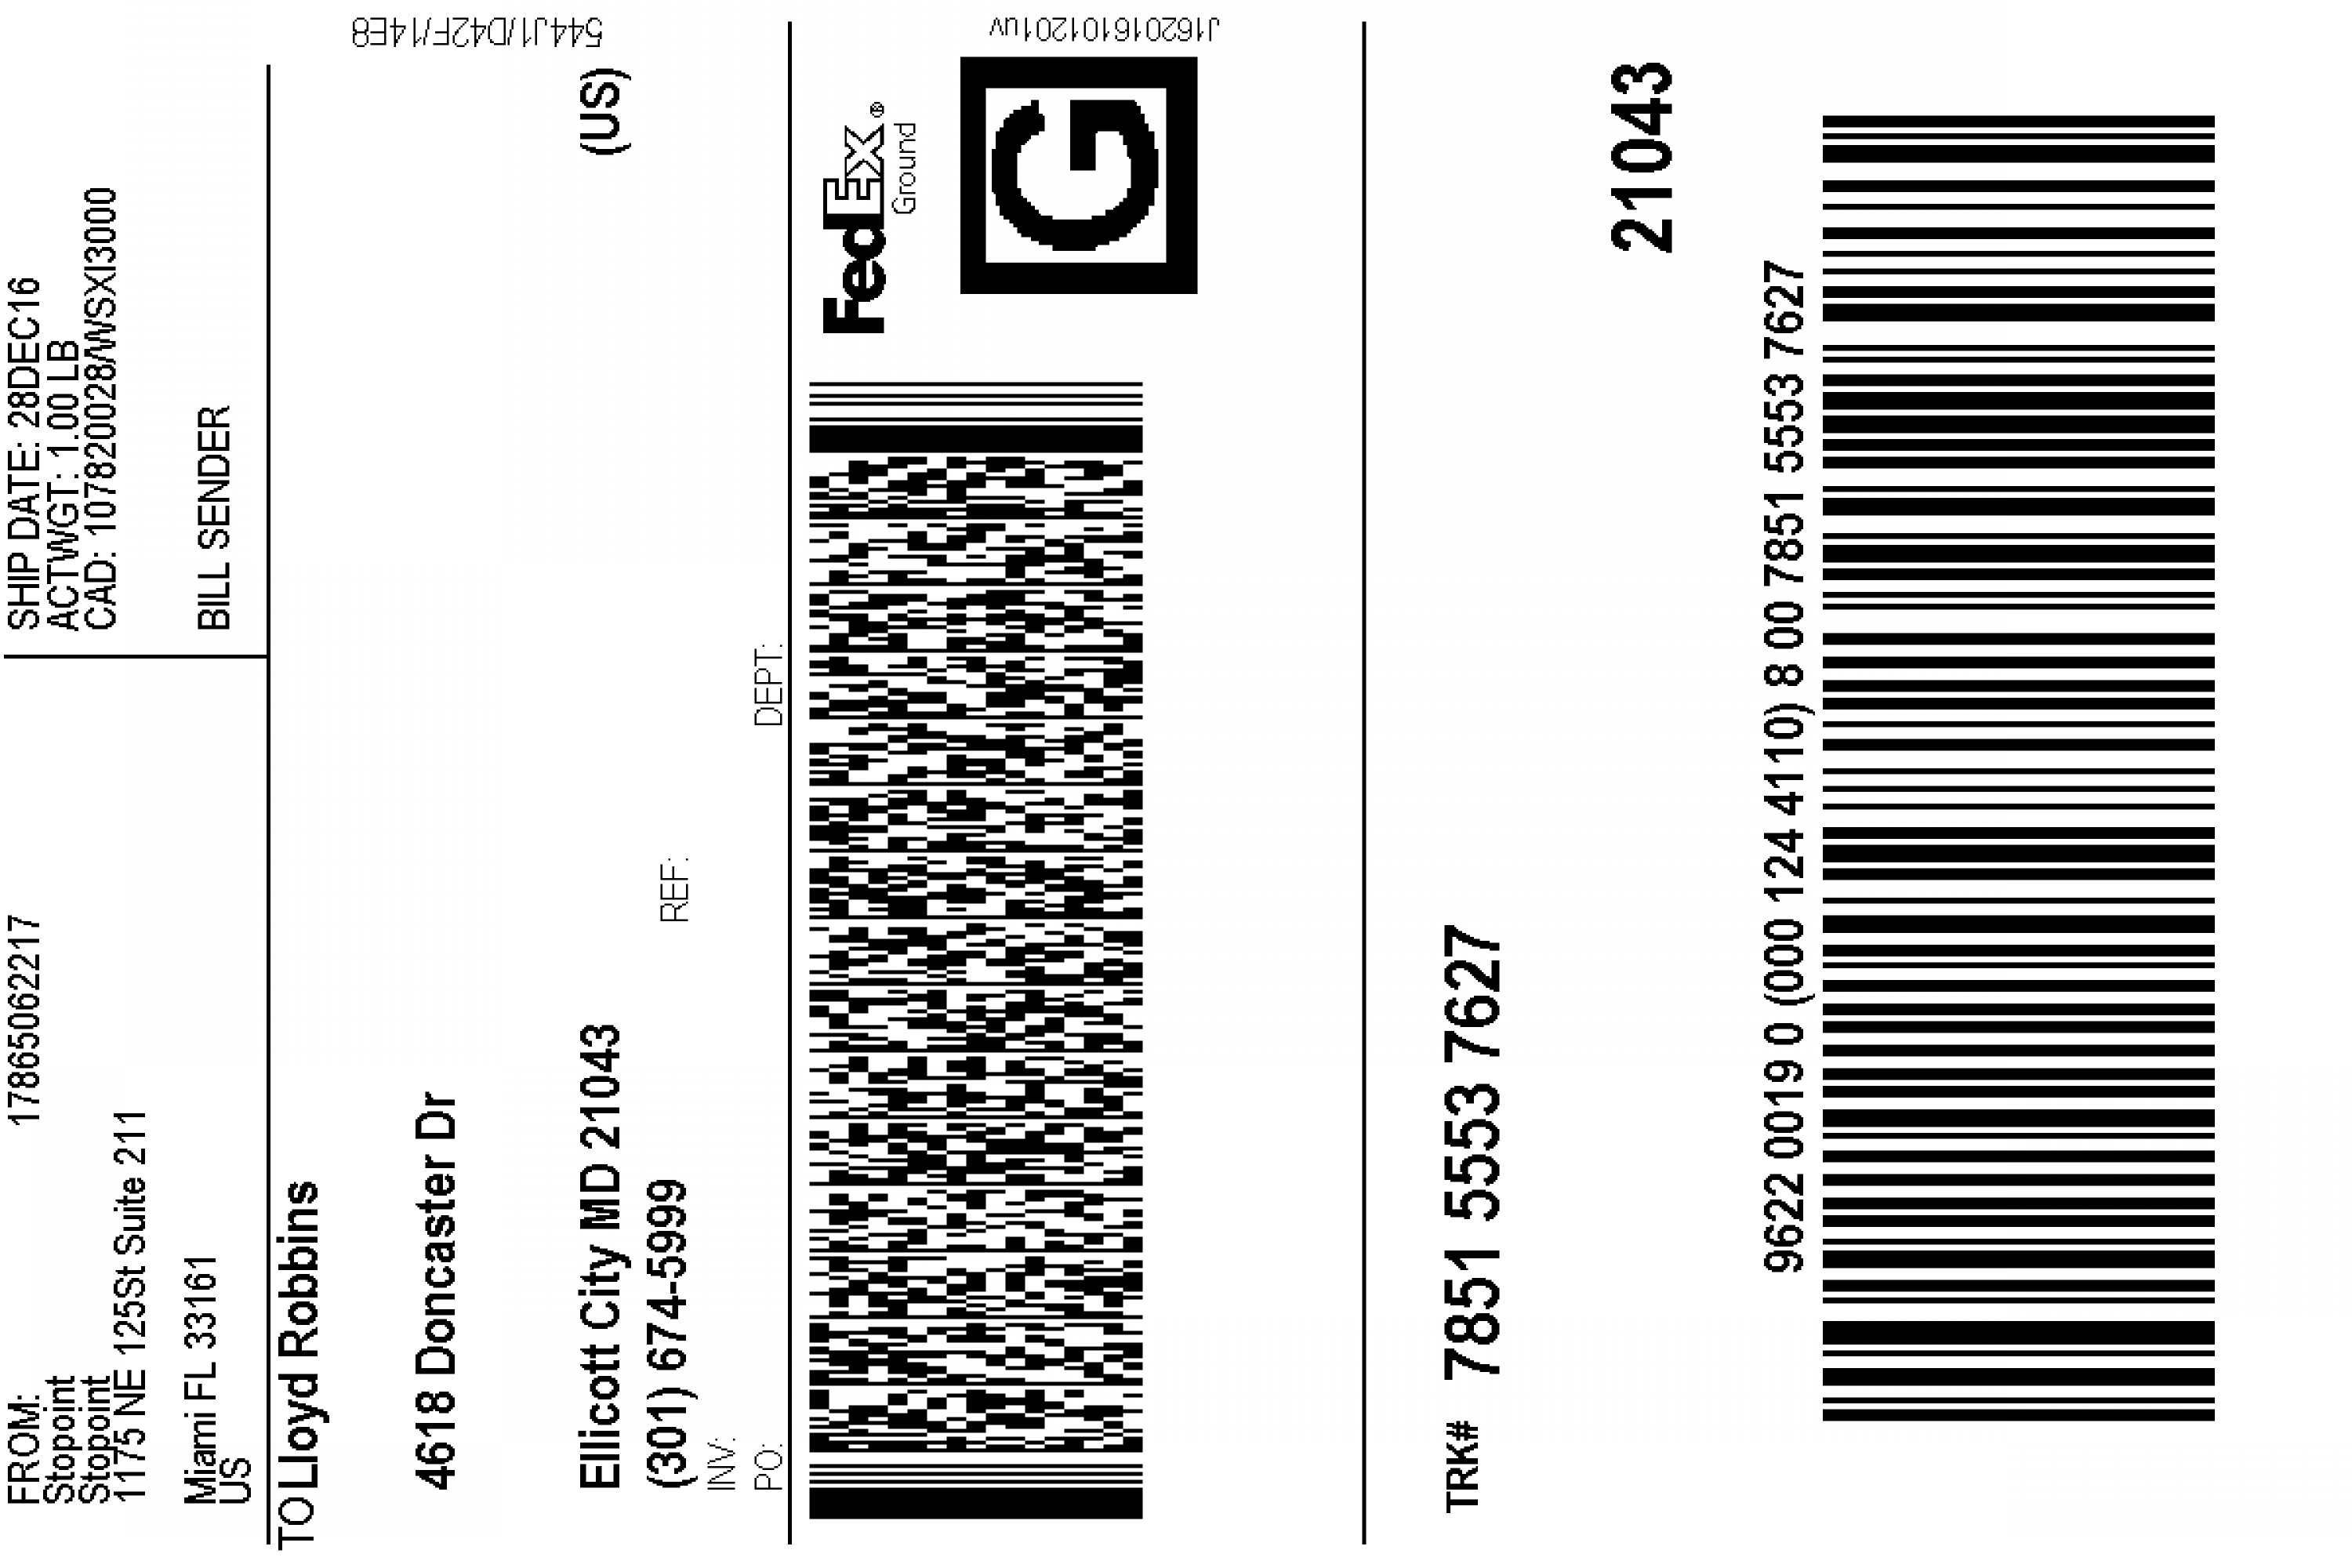 FROM: 17865062217
Stopoint
Stopoint
1175 NE 125St Suite 211
Miami FL 33161
US
SHIP DATE: 28DEC16
ACTWGT: 1.00 LB
CAD: 107820028/WSXI3000
BILL SENDER
TO Lloyd Robbins
4618 Doncaster Dr
Ellicott City MD 21043 (US)
(301) 674-5999
REF:
INV:
PO: DEPT:
544J1/D42F/14E8
FedEx®
Ground
G
J162016101201uv
TRK# 7851 5553 7627
21043
9622 0019 0 (000 124 4110) 8 00 7851 5553 7627